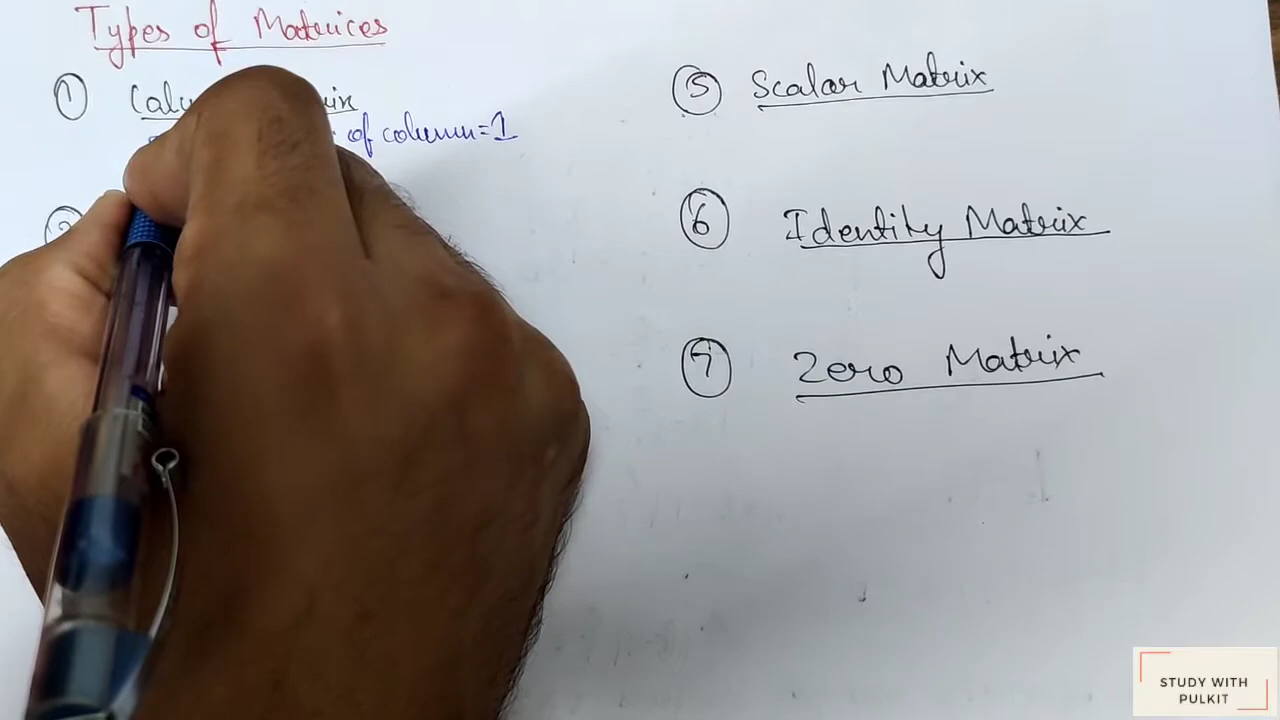 Types of Matrices
①
of column=1
⑤ Scalar Matrix
⑥ Identity Matrix
⑦ Zero Matrix
STUDY WITH
PULKIT